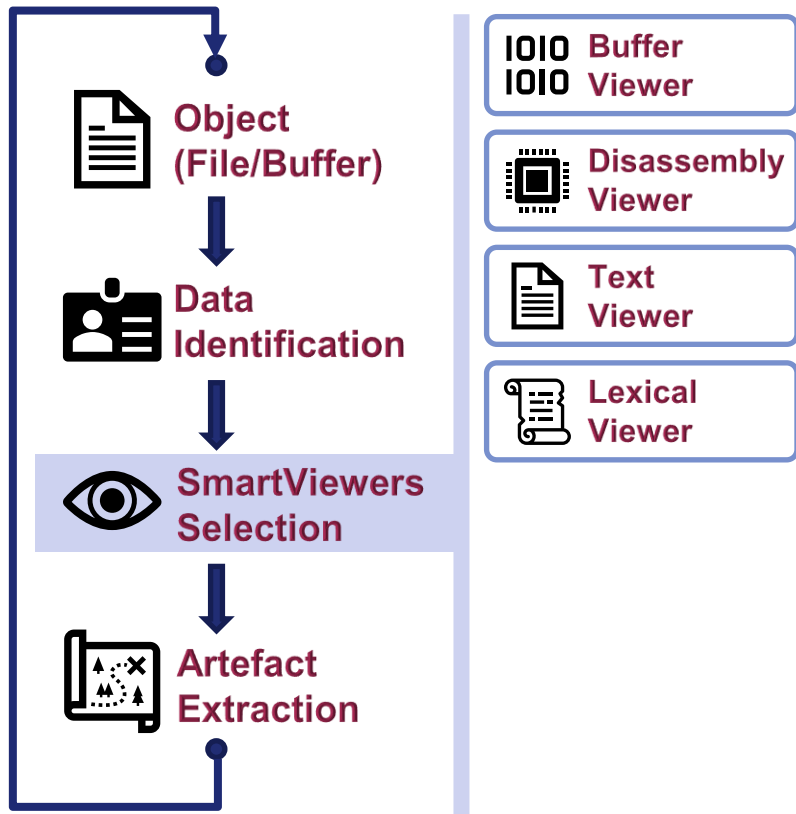 Object
(File/Buffer)
Data
Identification
SmartViewers
Selection
Artefact
Extraction
1010
1010
Buffer
Viewer
Disassembly
Viewer
Text
Viewer
Lexical
Viewer